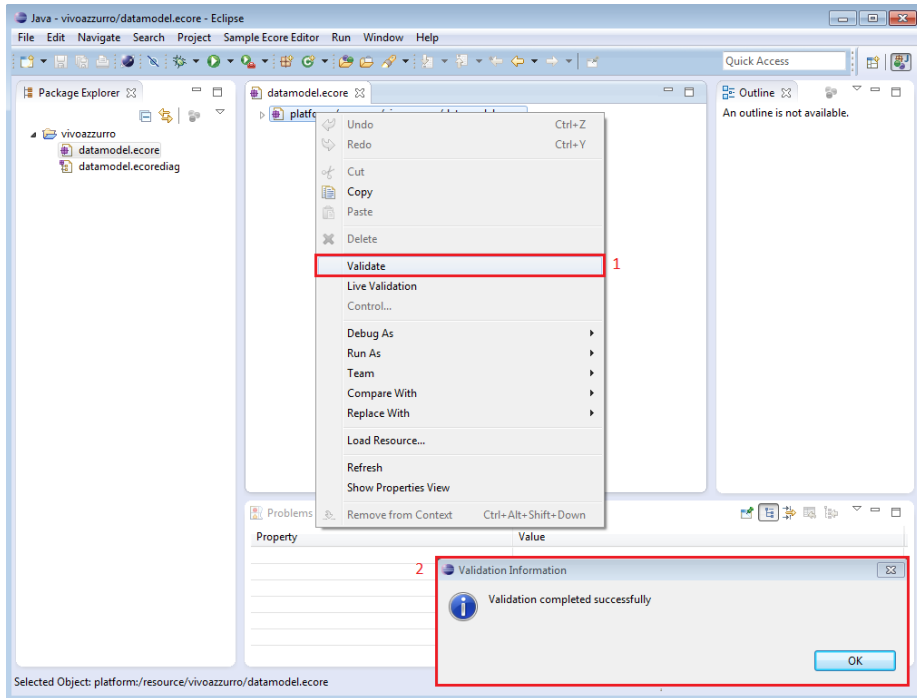 Java - vivoazzurro/datamodel.ecore - Eclipse
File Edit Navigate Search Project Sample Ecore Editor Run Window Help
Quick Access
Package Explorer
vivoazzurro
datamodel.ecore
datamodel.ecorediag
datamodel.ecore
Outline
An outline is not available.
Undo Ctrl+Z
Redo Ctrl+Y
Cut
Copy
Paste
Delete
Validate
1
Live Validation
Control...
Debug As
Run As
Team
Compare With
Replace With
Load Resource...
Refresh
Show Properties View
Remove from Context Ctrl+Alt+Shift+Down
Problems
Property Value
2
Validation Information
Validation completed successfully
OK
Selected Object: platform:/resource/vivoazzurro/datamodel.ecore